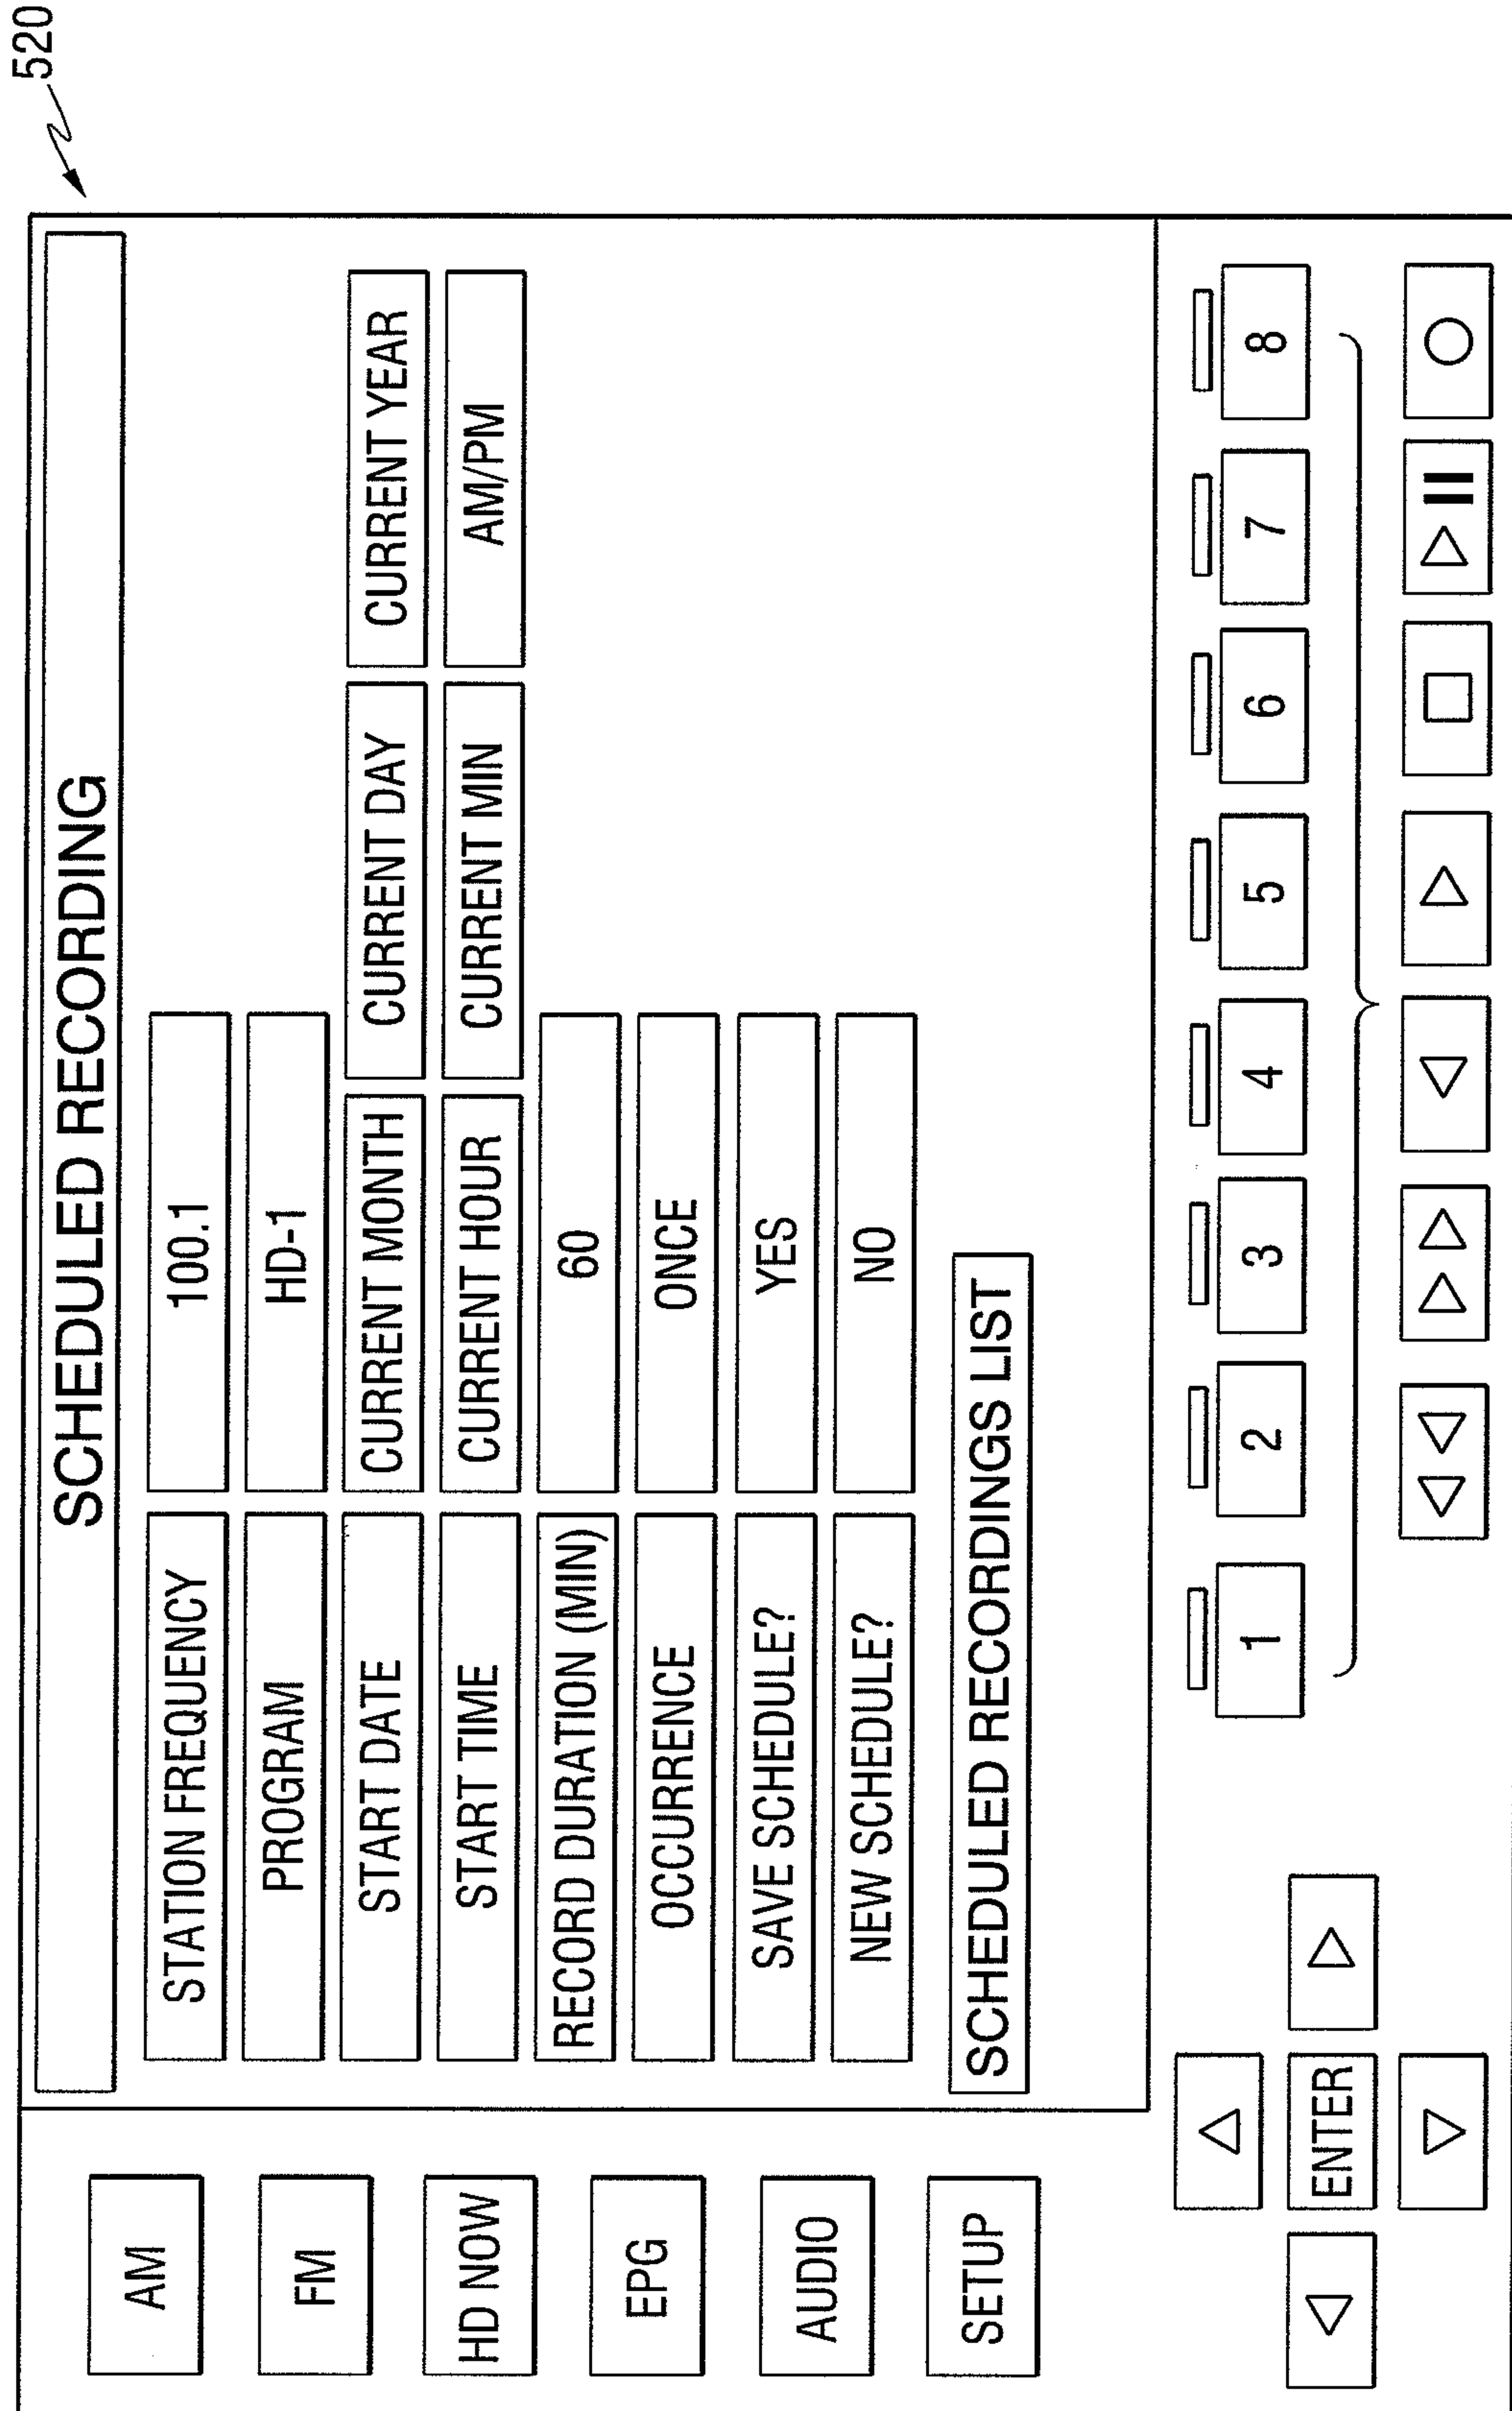 520
SCHEDULED RECORDING
AM
FM
HD NOW
EPG
AUDIO
SETUP
STATION FREQUENCY 100.1
PROGRAM HD-1
START DATE CURRENT MONTH CURRENT DAY CURRENT YEAR
START TIME CURRENT HOUR CURRENT MIN AM/PM
RECORD DURATION (MIN) 60
OCCURRENCE ONCE
SAVE SCHEDULE? YES
NEW SCHEDULE? NO
SCHEDULED RECORDINGS LIST
ENTER
1 2 3 4 5 6 7 8